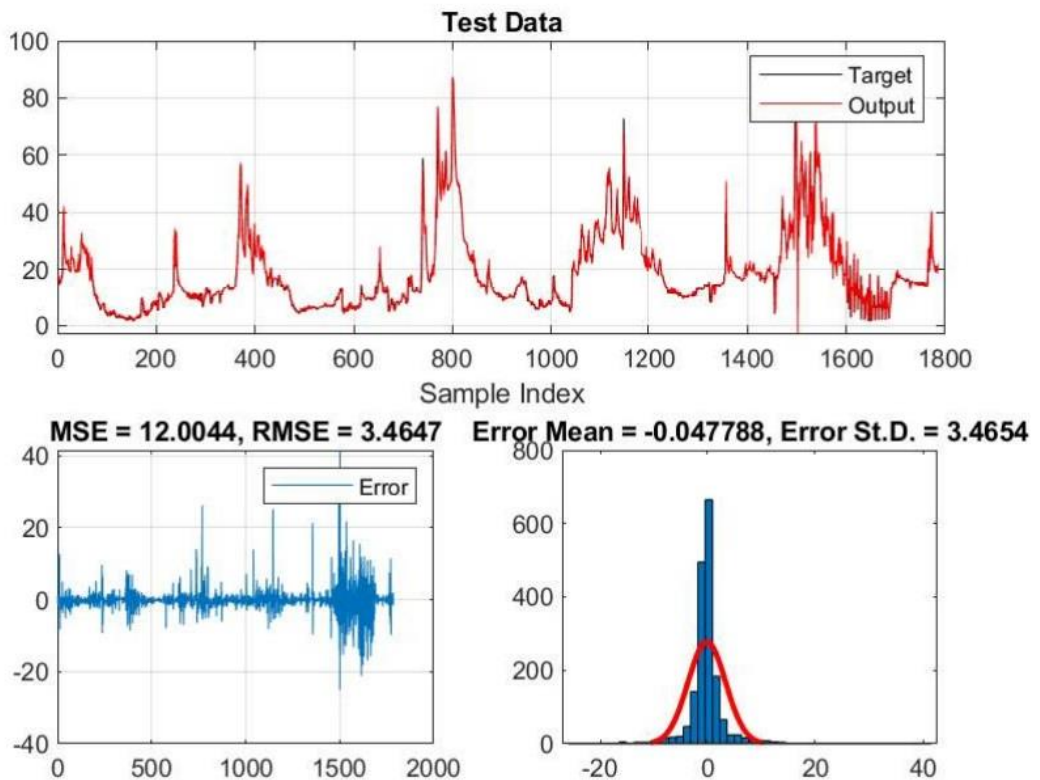 Test Data
100
80
60
40
20
0
Target
Output
0 200 400 600 800 1000 1200 1400 1600 1800
Sample Index
MSE = 12.0044, RMSE = 3.4647
40
20
0
-20
-40
Error
0 500 1000 1500 2000
Error Mean = -0.047788, Error St.D. = 3.4654
800
600
400
200
0
-20 0 20 40